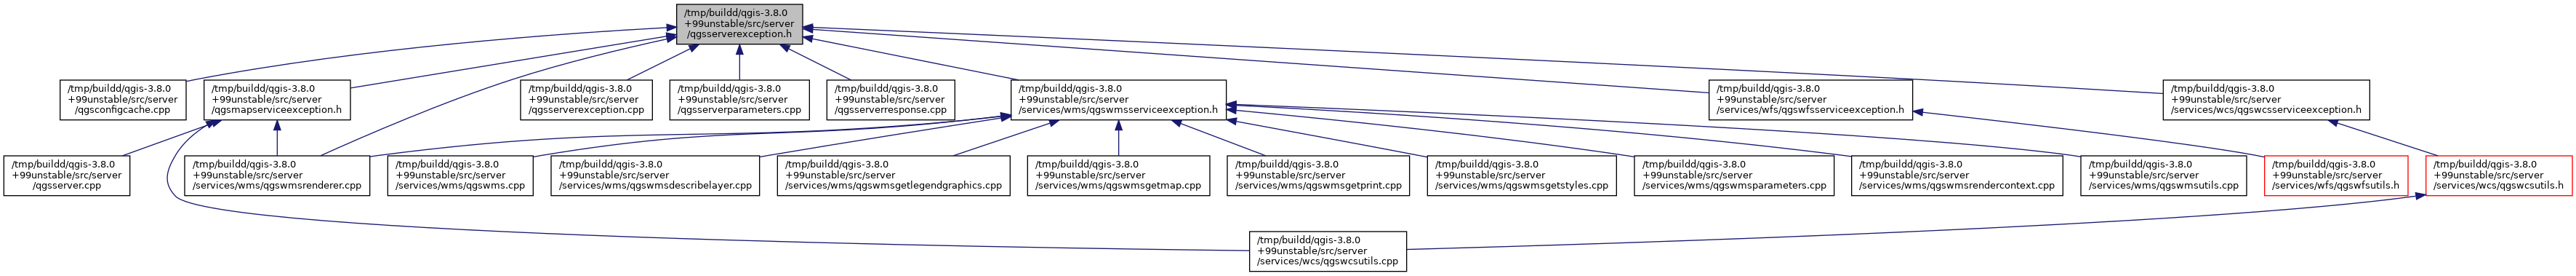 /tmp/buildd/qgis-3.8.0
+99unstable/src/server
/qgsserverexception.h
/tmp/buildd/qgis-3.8.0
+99unstable/src/server
/qgsconfigcache.cpp
/tmp/buildd/qgis-3.8.0
+99unstable/src/server
/qgsmapserviceexception.h
/tmp/buildd/qgis-3.8.0
+99unstable/src/server
/qgsserverexception.cpp
/tmp/buildd/qgis-3.8.0
+99unstable/src/server
/qgsserverparameters.cpp
/tmp/buildd/qgis-3.8.0
+99unstable/src/server
/qgsserverresponse.cpp
/tmp/buildd/qgis-3.8.0
+99unstable/src/server
/services/wms/qgswmsserviceexception.h
/tmp/buildd/qgis-3.8.0
+99unstable/src/server
/services/wfs/qgswfsserviceexception.h
/tmp/buildd/qgis-3.8.0
+99unstable/src/server
/services/wcs/qgswcsserviceexception.h
/tmp/buildd/qgis-3.8.0
+99unstable/src/server
/qgsserver.cpp
/tmp/buildd/qgis-3.8.0
+99unstable/src/server
/services/wms/qgswmsrenderer.cpp
/tmp/buildd/qgis-3.8.0
+99unstable/src/server
/services/wms/qgswms.cpp
/tmp/buildd/qgis-3.8.0
+99unstable/src/server
/services/wms/qgswmsdescribelayer.cpp
/tmp/buildd/qgis-3.8.0
+99unstable/src/server
/services/wms/qgswmsgetlegendgraphics.cpp
/tmp/buildd/qgis-3.8.0
+99unstable/src/server
/services/wms/qgswmsgetmap.cpp
/tmp/buildd/qgis-3.8.0
+99unstable/src/server
/services/wms/qgswmsgetprint.cpp
/tmp/buildd/qgis-3.8.0
+99unstable/src/server
/services/wms/qgswmsgetstyles.cpp
/tmp/buildd/qgis-3.8.0
+99unstable/src/server
/services/wms/qgswmsparameters.cpp
/tmp/buildd/qgis-3.8.0
+99unstable/src/server
/services/wms/qgswmsrendercontext.cpp
/tmp/buildd/qgis-3.8.0
+99unstable/src/server
/services/wms/qgswmsutils.cpp
/tmp/buildd/qgis-3.8.0
+99unstable/src/server
/services/wfs/qgswfsutils.h
/tmp/buildd/qgis-3.8.0
+99unstable/src/server
/services/wcs/qgswcsutils.h
/tmp/buildd/qgis-3.8.0
+99unstable/src/server
/services/wcs/qgswcsutils.cpp